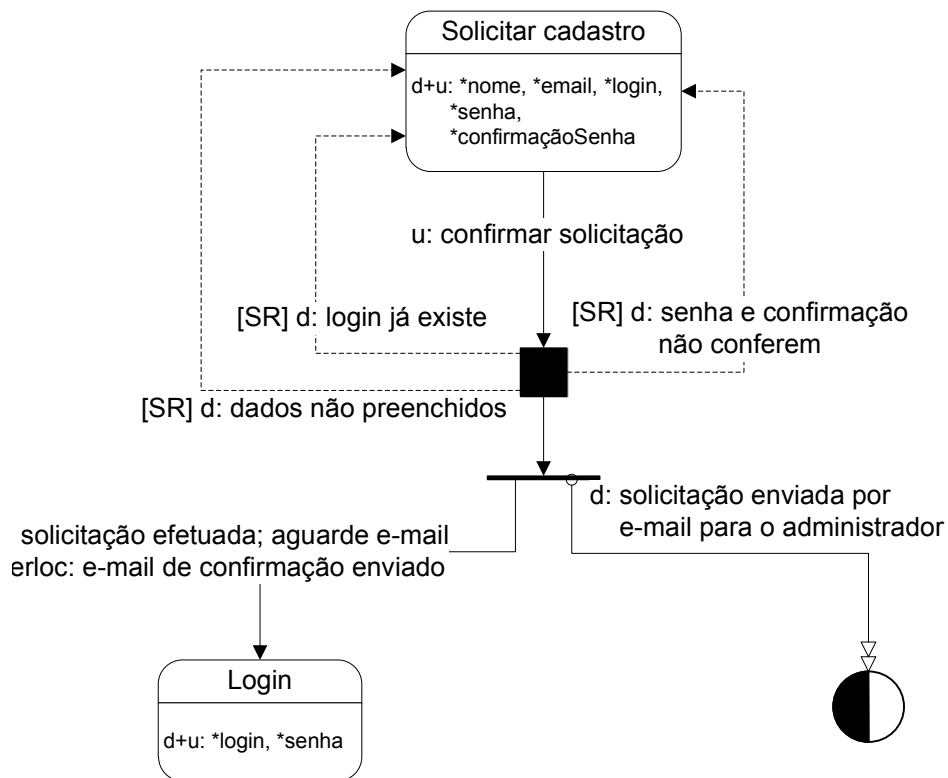 Solicitar cadastro
d+u: *nome, *email, *login,
*senha,
*confirmaçãoSenha
u: confirmar solicitação
[SR] d: login já existe
[SR] d: senha e confirmação
não conferem
[SR] d: dados não preenchidos
d: solicitação enviada por
e-mail para o administrador
solicitação efetuada; aguarde e-mail
erloc: e-mail de confirmação enviado
Login
d+u: *login, *senha